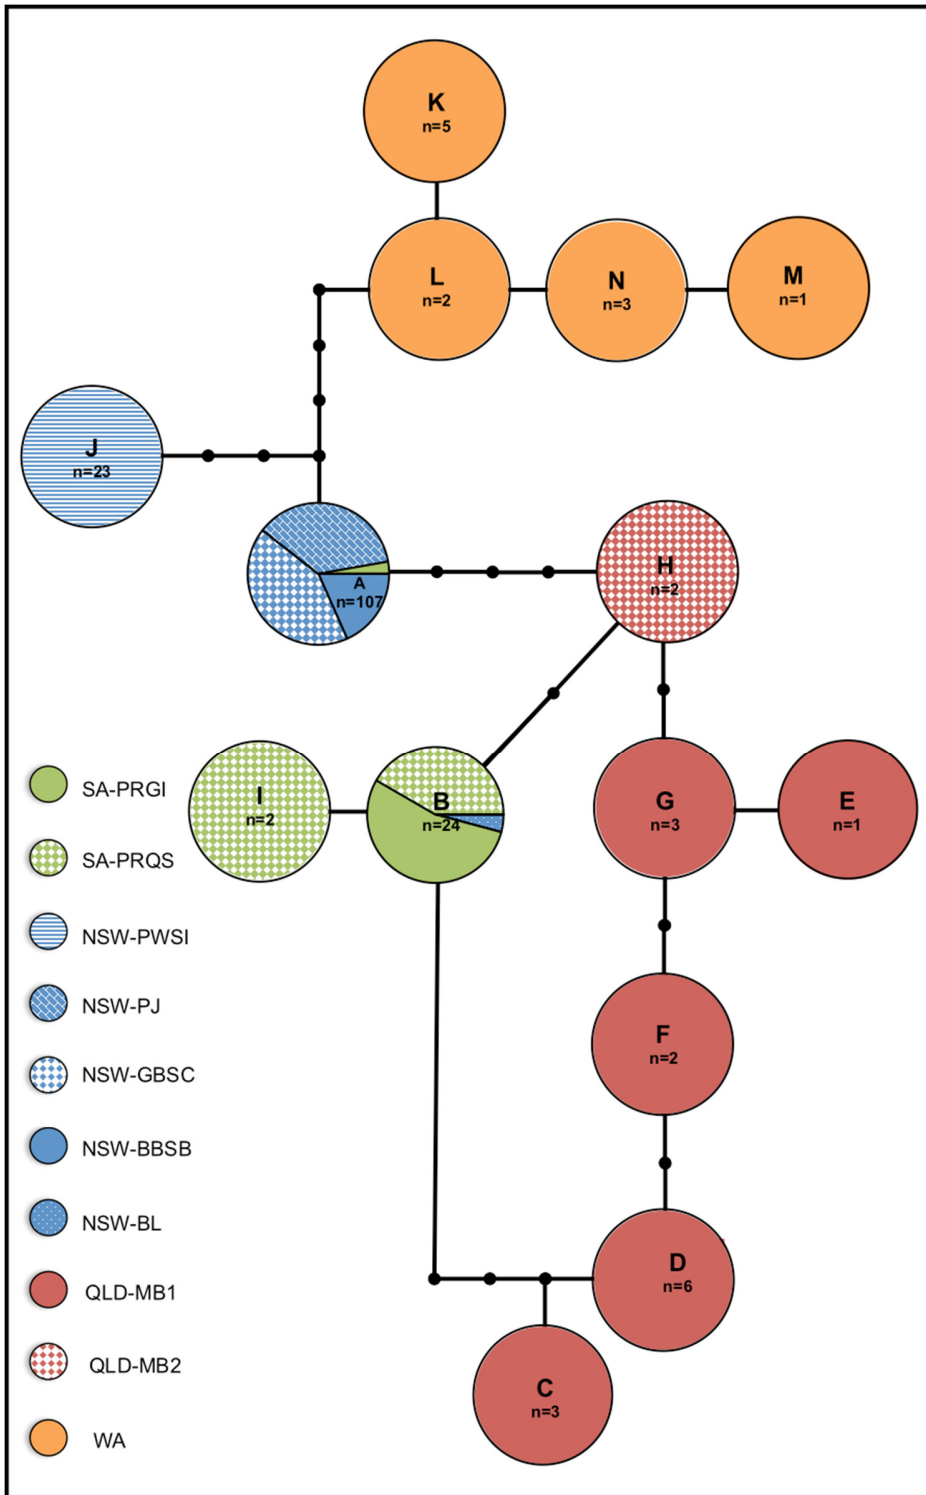 K
n=5
L
n=2
N
n=3
M
n=1
J
n=23
A
n=107
H
n=2
I
n=2
B
n=24
G
n=3
E
n=1
F
n=2
D
n=6
C
n=3
SA-PRGI
SA-PRQS
NSW-PWSI
NSW-PJ
NSW-GBSC
NSW-BBSB
NSW-BL
QLD-MB1
QLD-MB2
WA